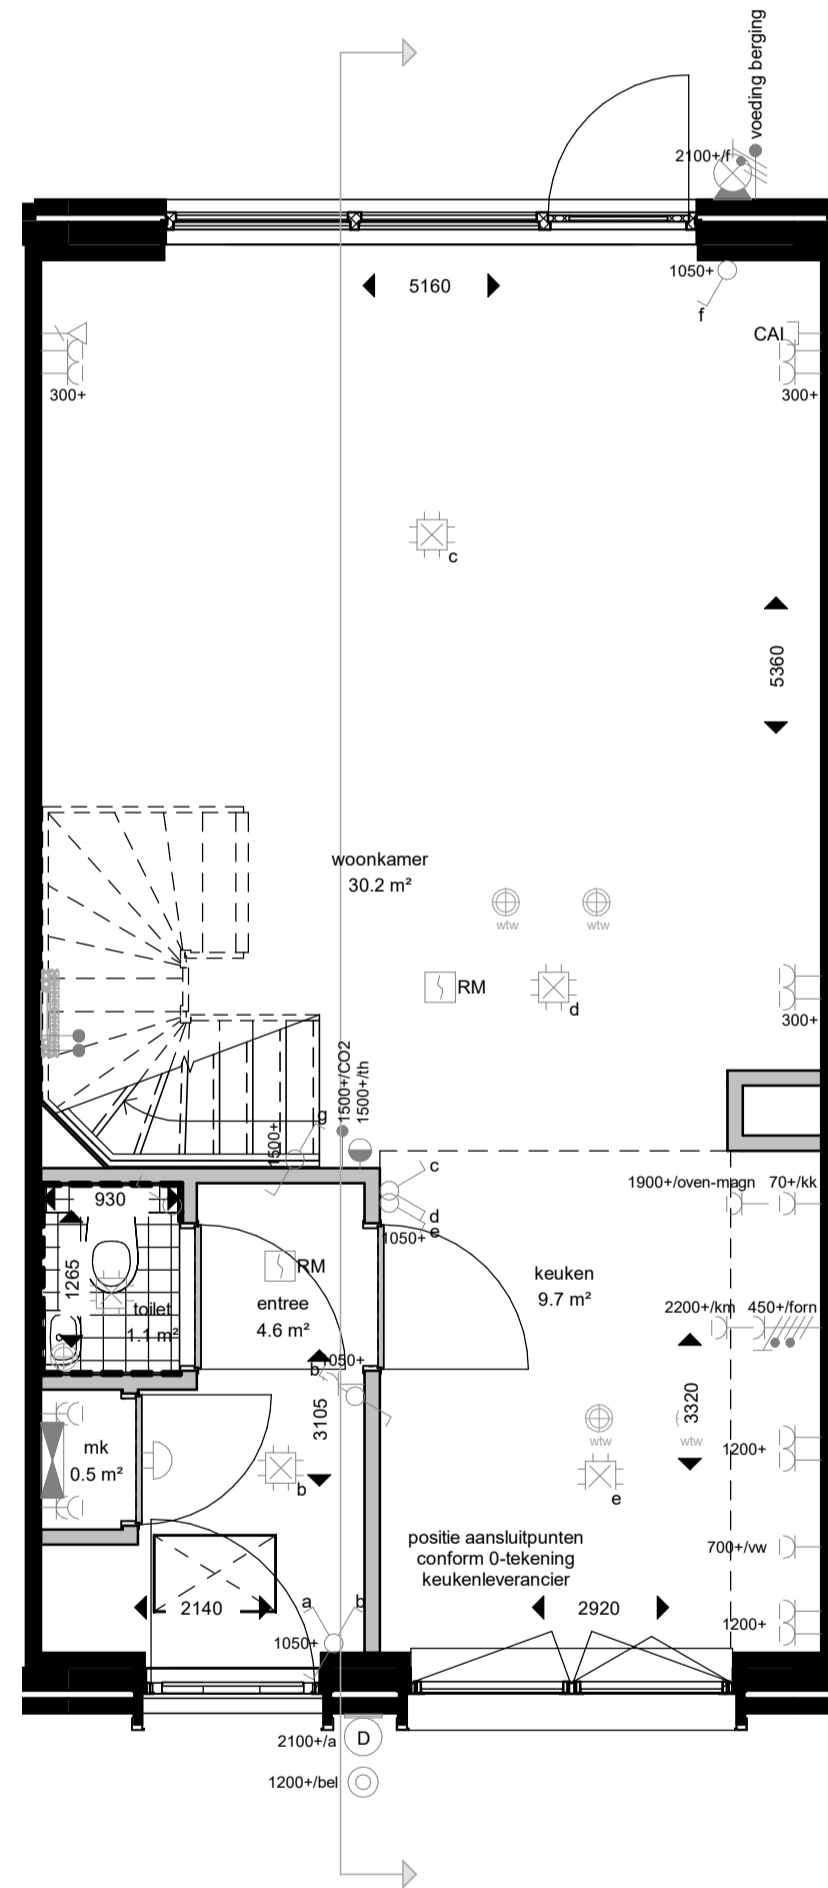 voeding berging
2100+/f
5160
1050+
f
CAI
300+
300+
c
5360
woonkamer
30.2 m²
wtw
wtw
RM
d
300+
1500+/CO2
1500+/th
g
1500+
c
d
e
1050+
1900+/oven-magn
70+/kk
930
1265
toilet
1.1 m²
RM
entree
4.6 m²
keuken
9.7 m²
2200+/km
450+/forn
1050+
b
3105
3320
mk
0.5 m²
wtw
wtw
1200+
b
e
positie aansluitpunten
conform 0-tekening
keukenleverancier
700+/vw
2140
a
b
2920
1200+
1050+
2100+/a
D
1200+/bel